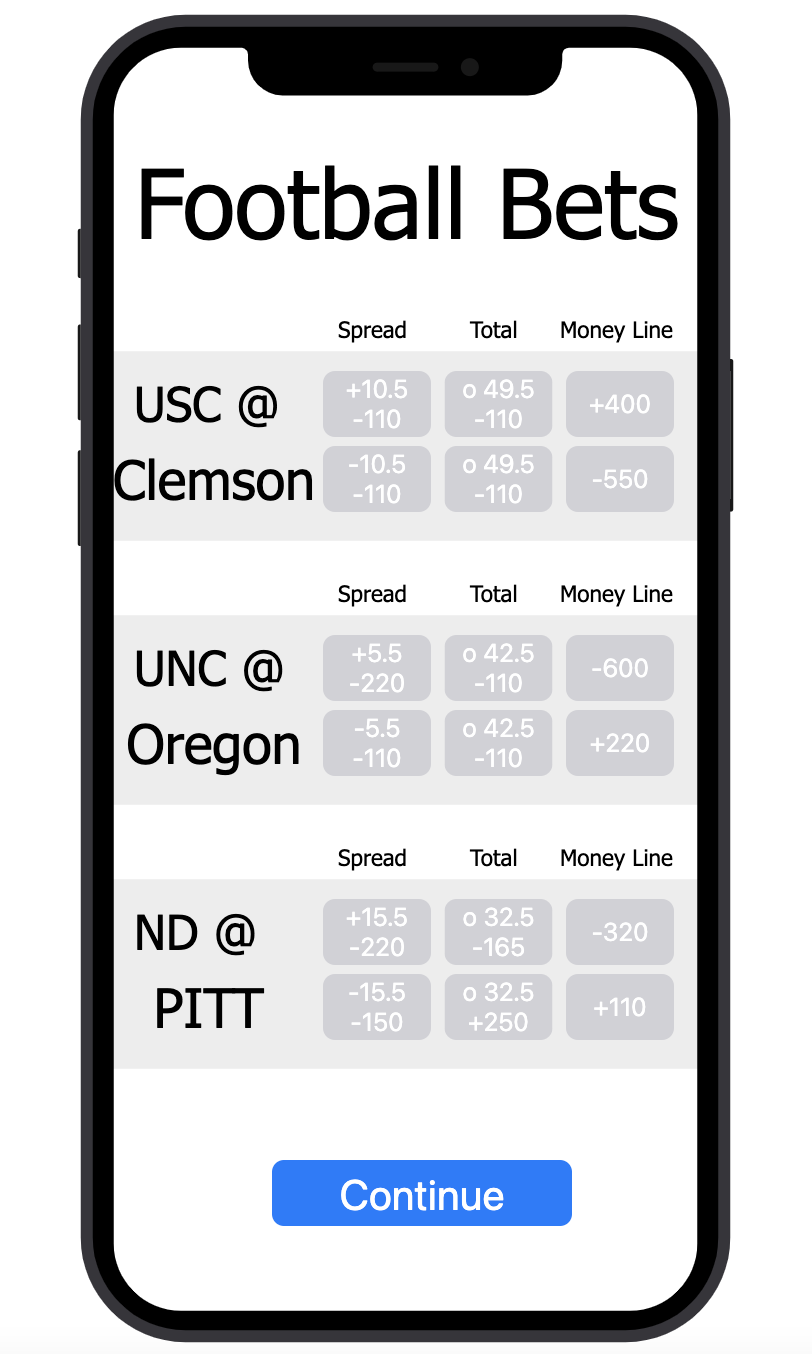 Football Bets
Spread Total Money Line
USC @ +10.5 -110 o 49.5 -110 +400
Clemson -10.5 -110 o 49.5 -110 -550
Spread Total Money Line
UNC @ +5.5 -220 o 42.5 -110 -600
Oregon -5.5 -110 o 42.5 -110 +220
Spread Total Money Line
ND @ +15.5 -220 o 32.5 -165 -320
PITT -15.5 -150 o 32.5 +250 +110
Continue